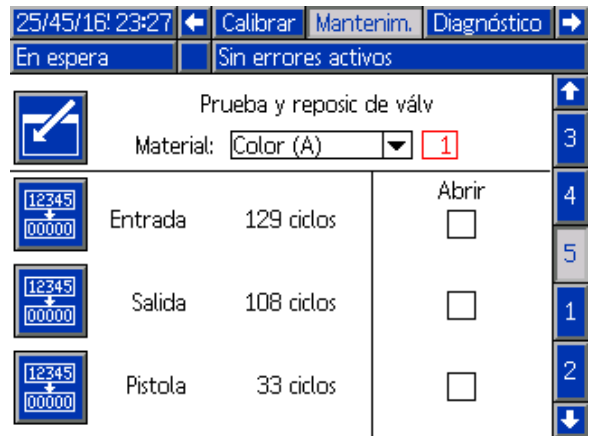 25/45/16! 23:27 Calibrar Mantenim. Diagnóstico
En espera Sin errores activos
Prueba y reposic de válv
Material: Color (A) 1
3
4
5
1
2
Abrir
12345 00000 Entrada 129 ciclos
12345 00000 Salida 108 ciclos
12345 00000 Pistola 33 ciclos